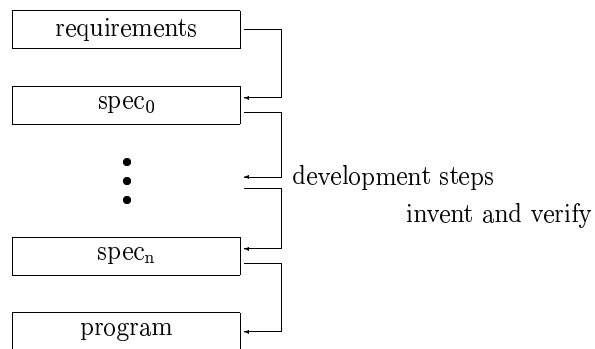 requirements
spec₀
development steps
invent and verify
specₙ
program